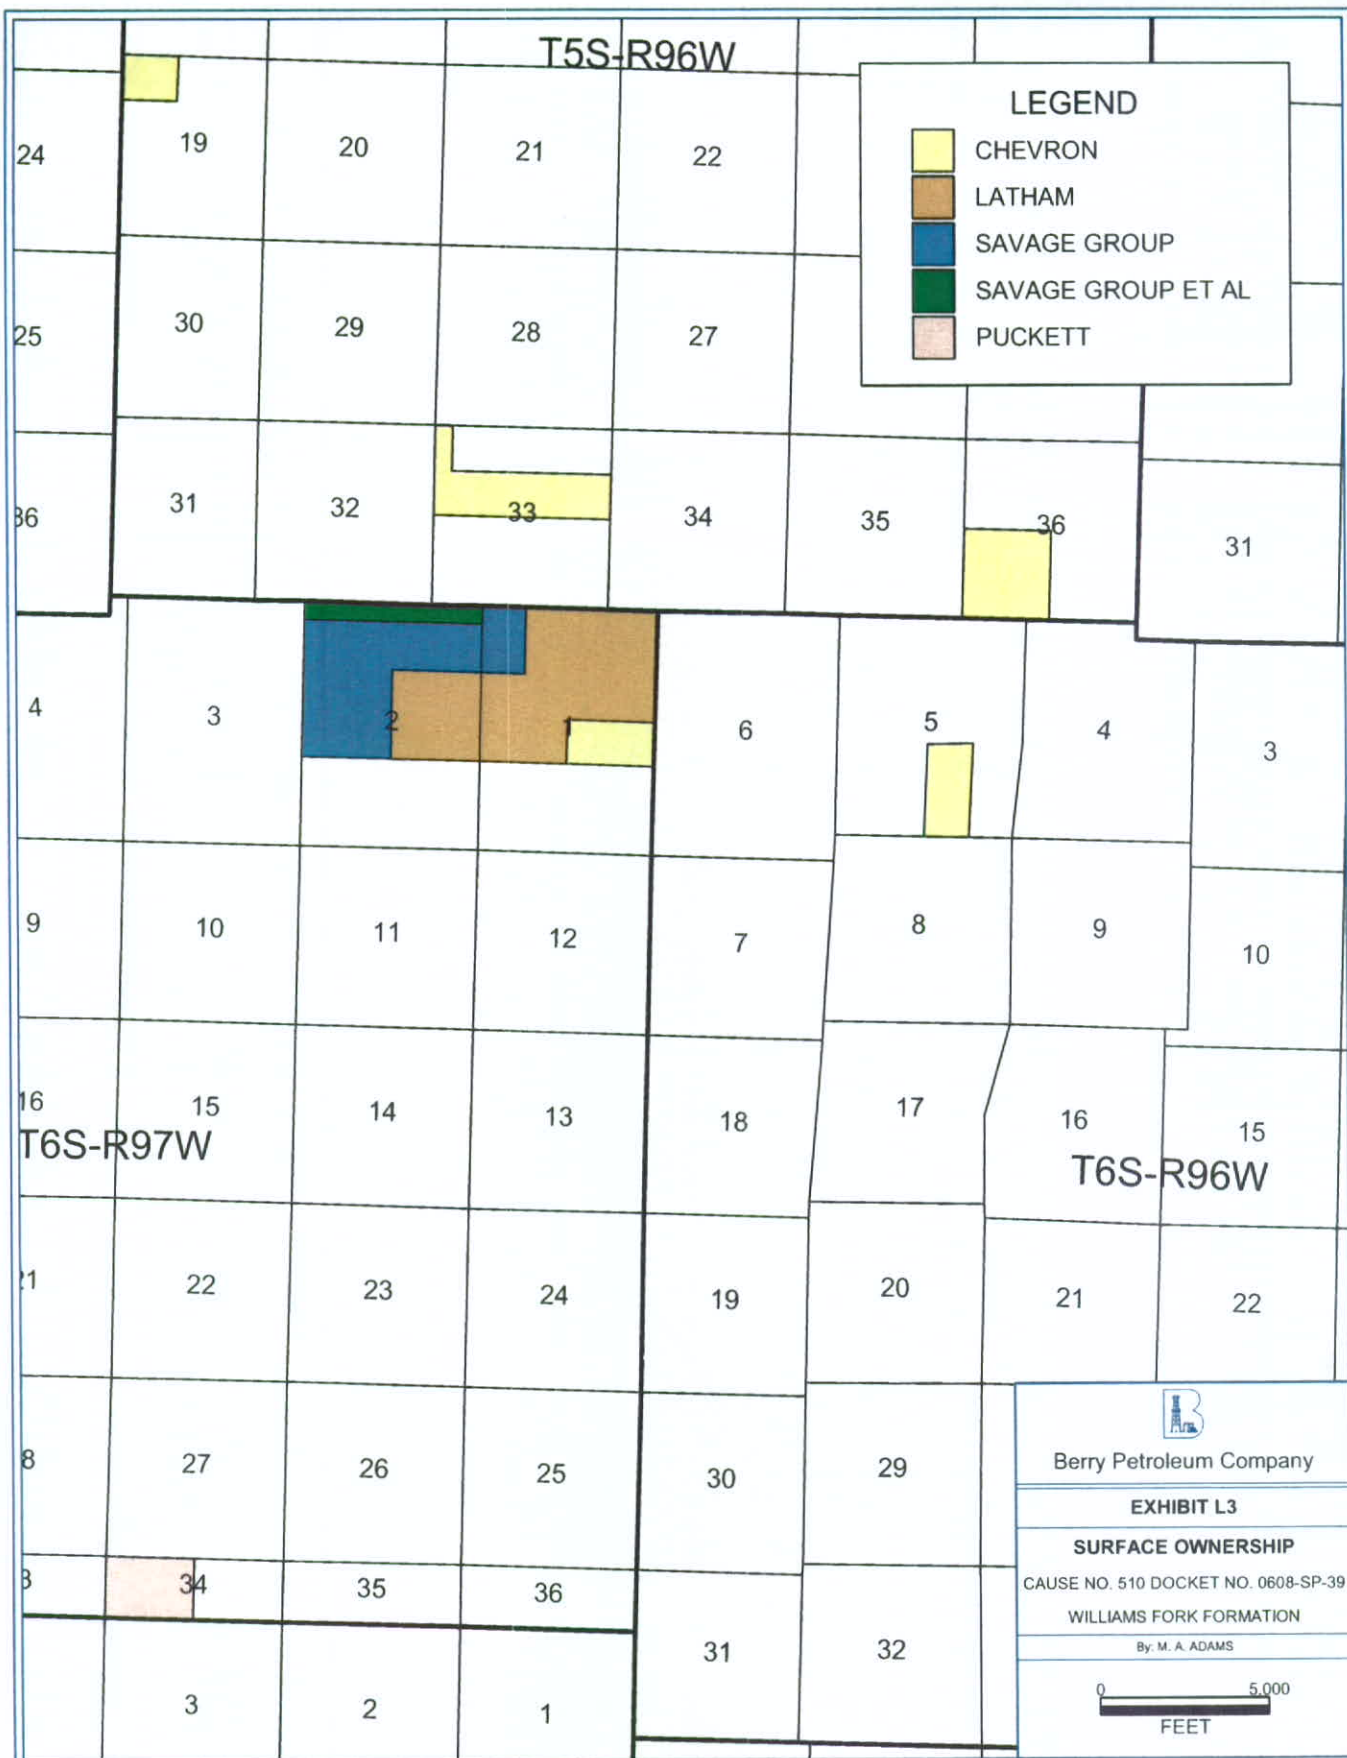 T5S-R96W
LEGEND
CHEVRON
LATHAM
SAVAGE GROUP
SAVAGE GROUP ET AL
PUCKETT
24 19 20 21 22
25 30 29 28 27
36 31 32 33 34 35 36 31
4 3 2 1 6 5 4 3
9 10 11 12 7 8 9 10
16 15 14 13 18 17 16 15
T6S-R97W T6S-R96W
21 22 23 24 19 20 21 22
8 27 26 25 30 29
3 34 35 36 31 32
3 2 1
B
Berry Petroleum Company
EXHIBIT L3
SURFACE OWNERSHIP
CAUSE NO. 510 DOCKET NO. 0608-SP-39
WILLIAMS FORK FORMATION
By: M. A. ADAMS
0 5,000
FEET